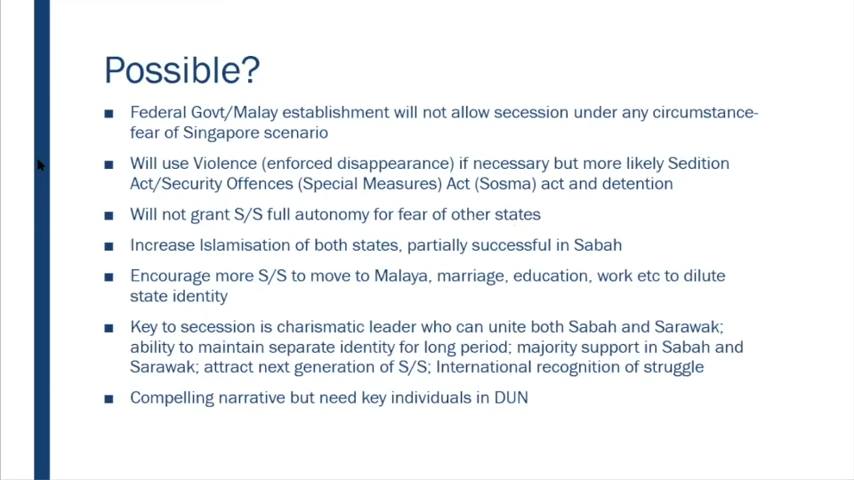 Possible?
■ Federal Govt/Malay establishment will not allow secession under any circumstance-
fear of Singapore scenario
■ Will use Violence (enforced disappearance) if necessary but more likely Sedition
Act/Security Offences (Special Measures) Act (Sosma) act and detention
■ Will not grant S/S full autonomy for fear of other states
■ Increase Islamisation of both states, partially successful in Sabah
■ Encourage more S/S to move to Malaya, marriage, education, work etc to dilute
state identity
■ Key to secession is charismatic leader who can unite both Sabah and Sarawak;
ability to maintain separate identity for long period; majority support in Sabah and
Sarawak; attract next generation of S/S; International recognition of struggle
■ Compelling narrative but need key individuals in DUN